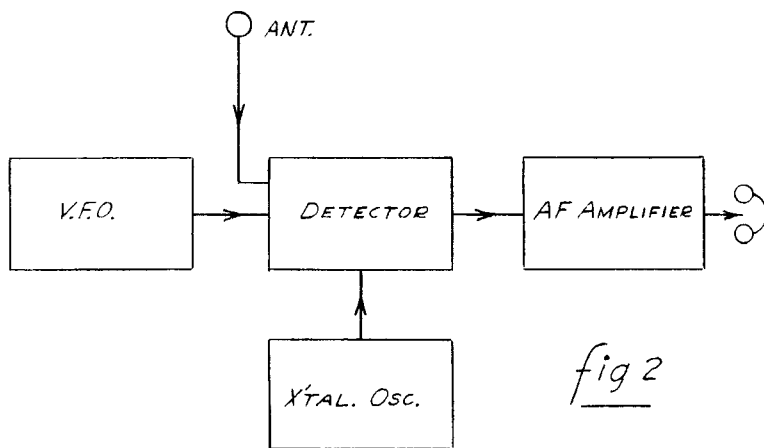 ANT.
V.F.O.
DETECTOR
AF AMPLIFIER
X'TAL. OSC.
fig 2